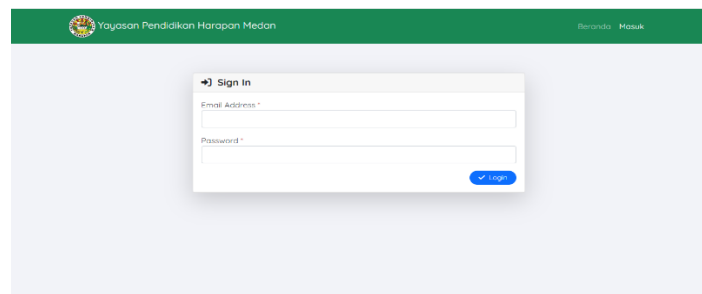 Yayasan Pendidikan Harapan Medan
Beranda Masuk
Sign In
Email Address *
Password *
Login